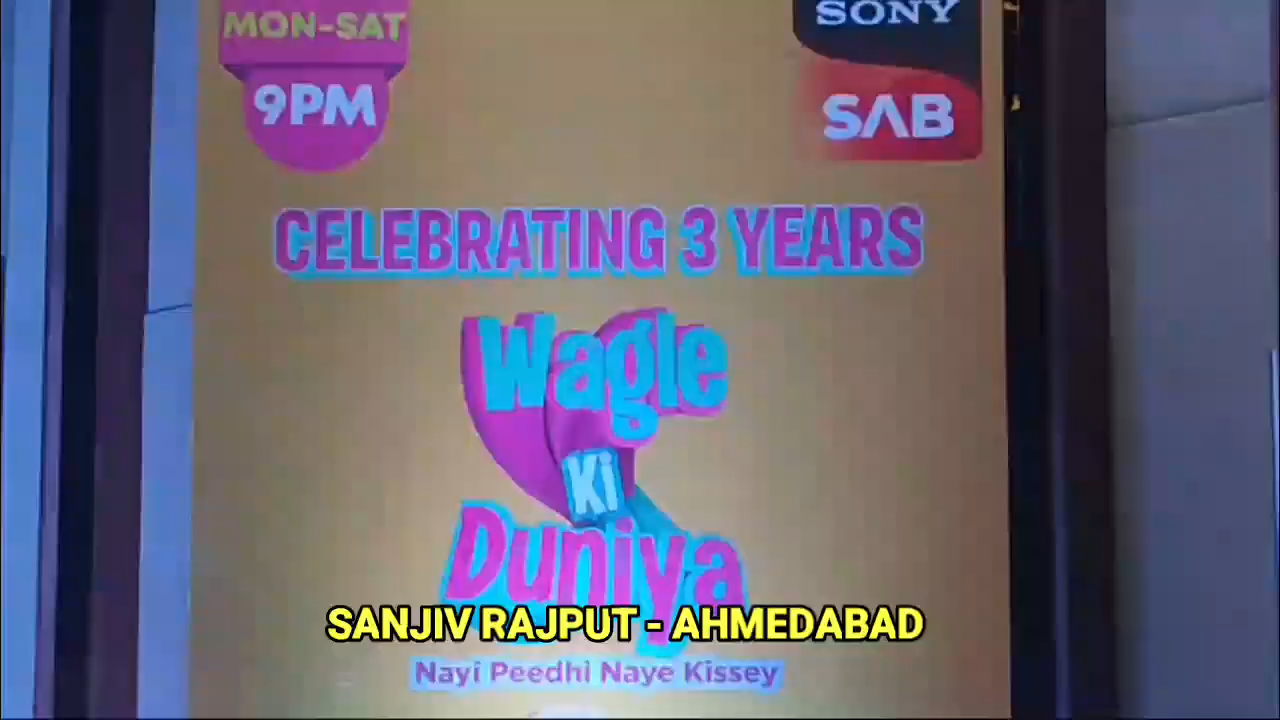 MON-SAT
9PM
SONY
SAB
CELEBRATING 3 YEARS
Wagle
Ki
Duniya
SANJIV RAJPUT - AHMEDABAD
Nayi Peedhi Naye Kissey